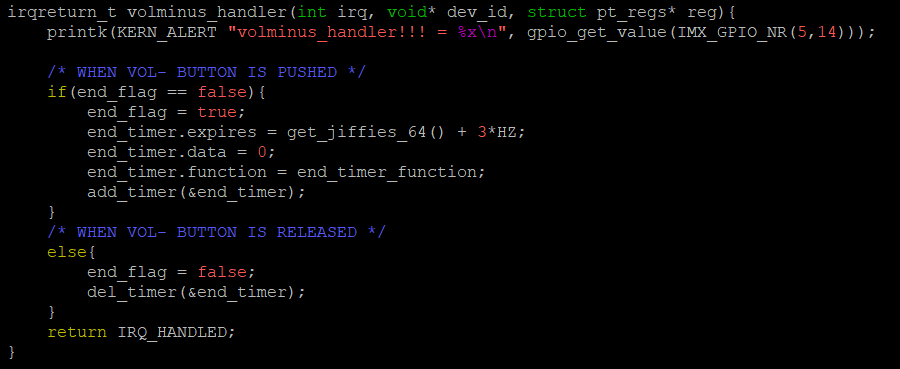 irqreturn_t volminus_handler(int irq, void* dev_id, struct pt_regs* reg){
    printk(KERN_ALERT "volminus_handler!!! = %x\n", gpio_get_value(IMX_GPIO_NR(5,14)));

    /* WHEN VOL- BUTTON IS PUSHED */
    if(end_flag == false){
        end_flag = true;
        end_timer.expires = get_jiffies_64() + 3*HZ;
        end_timer.data = 0;
        end_timer.function = end_timer_function;
        add_timer(&end_timer);
    }
    /* WHEN VOL- BUTTON IS RELEASED */
    else{
        end_flag = false;
        del_timer(&end_timer);
    }
    return IRQ_HANDLED;
}